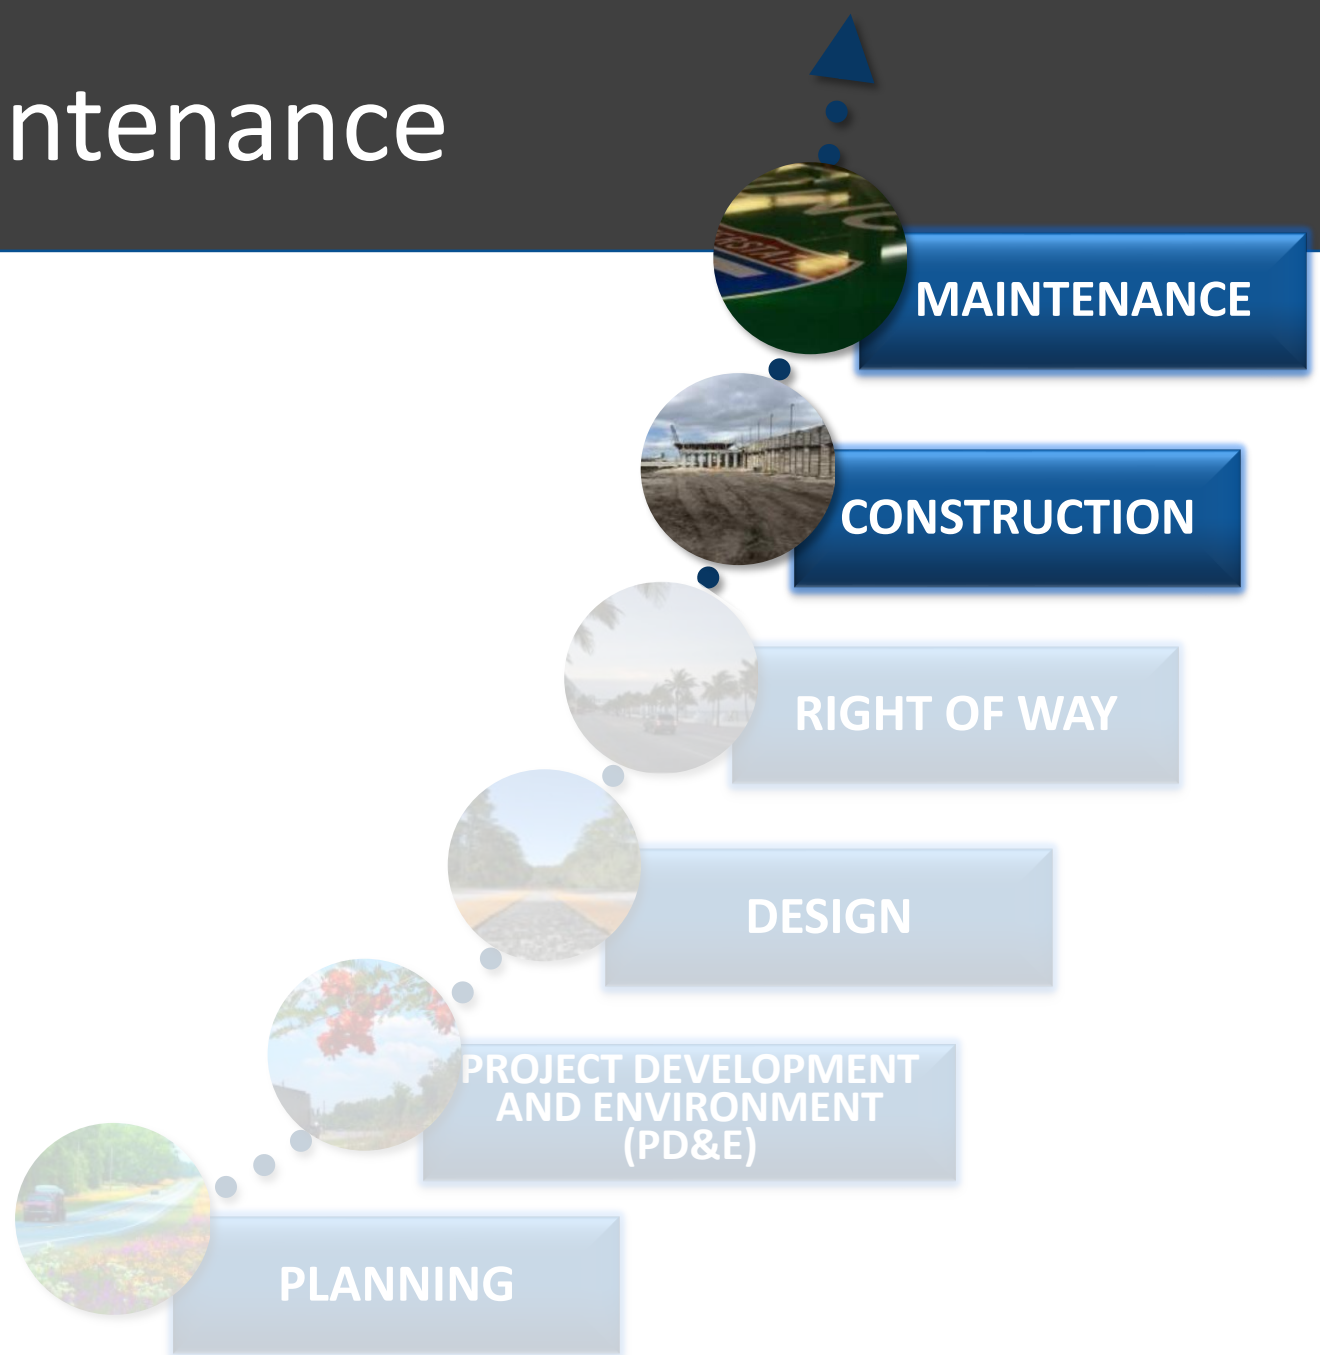 ntenance
MAINTENANCE
CONSTRUCTION
RIGHT OF WAY
DESIGN
PROJECT DEVELOPMENT
AND ENVIRONMENT
(PD&E)
PLANNING